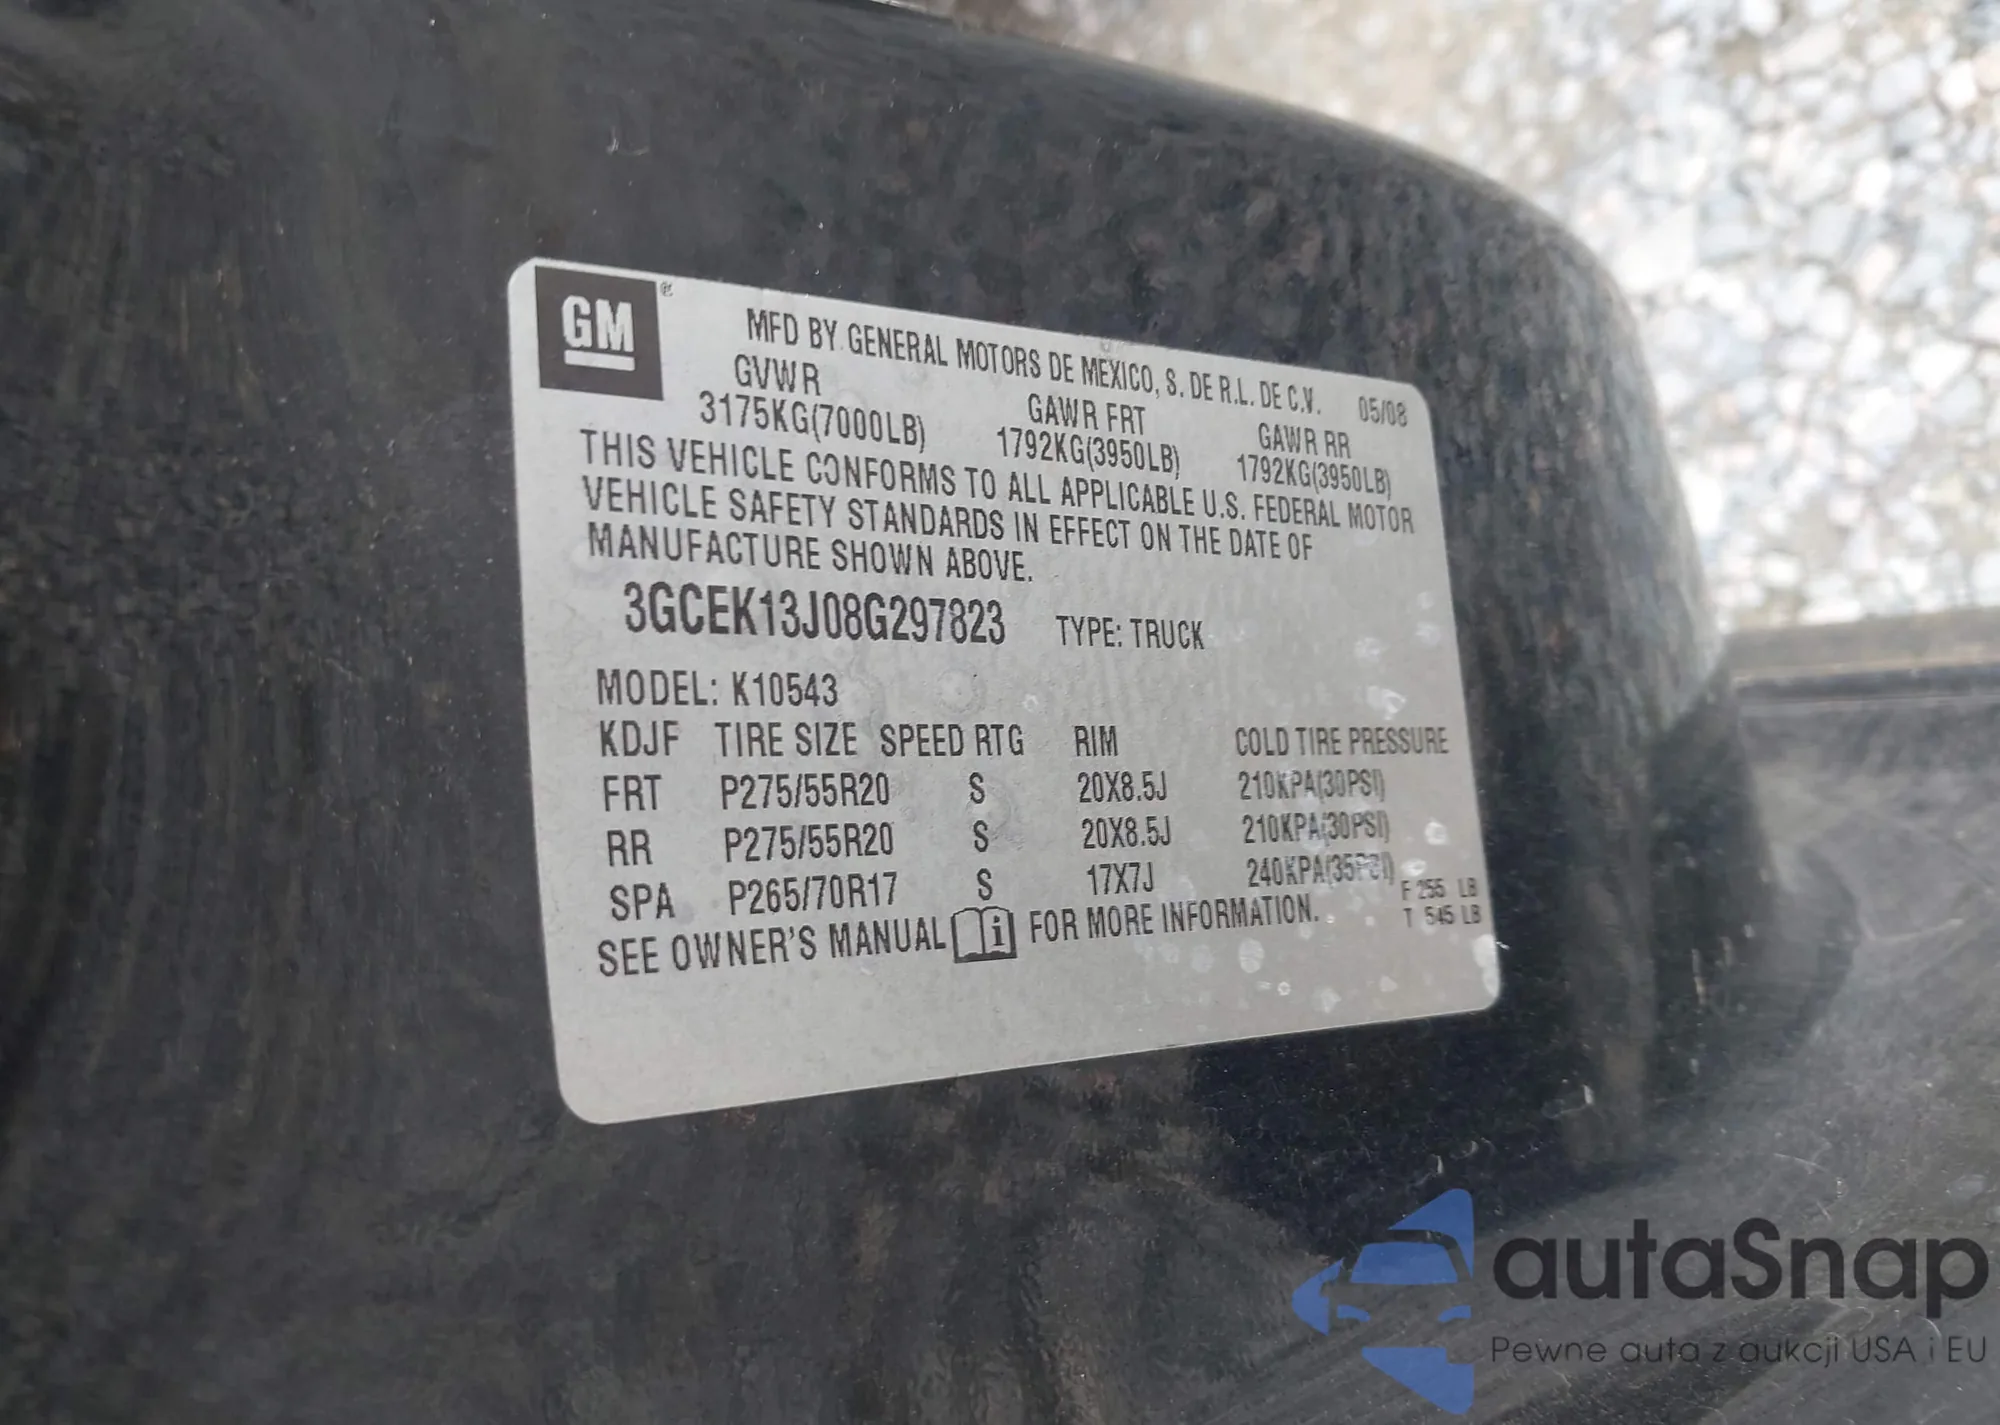 GM ®
MFD BY GENERAL MOTORS DE MEXICO, S. DE R.L. DE C.V. 05/08
GVWR GAWR FRT GAWR RR
3175KG(7000LB) 1792KG(3950LB) 1792KG(3950LB)
THIS VEHICLE CONFORMS TO ALL APPLICABLE U.S. FEDERAL MOTOR
VEHICLE SAFETY STANDARDS IN EFFECT ON THE DATE OF
MANUFACTURE SHOWN ABOVE.
3GCEK13J08G297823 TYPE: TRUCK
MODEL: K10543
KDJF TIRE SIZE SPEED RTG RIM COLD TIRE PRESSURE
FRT P275/55R20 S 20X8.5J 210KPA(30PSI)
RR P275/55R20 S 20X8.5J 210KPA(30PSI)
SPA P265/70R17 S 17X7J 240KPA(35PSI)
F 255 LB
T 545 LB
SEE OWNER'S MANUAL i FOR MORE INFORMATION.
autaSnap
Pewne auta z aukcji USA i EU